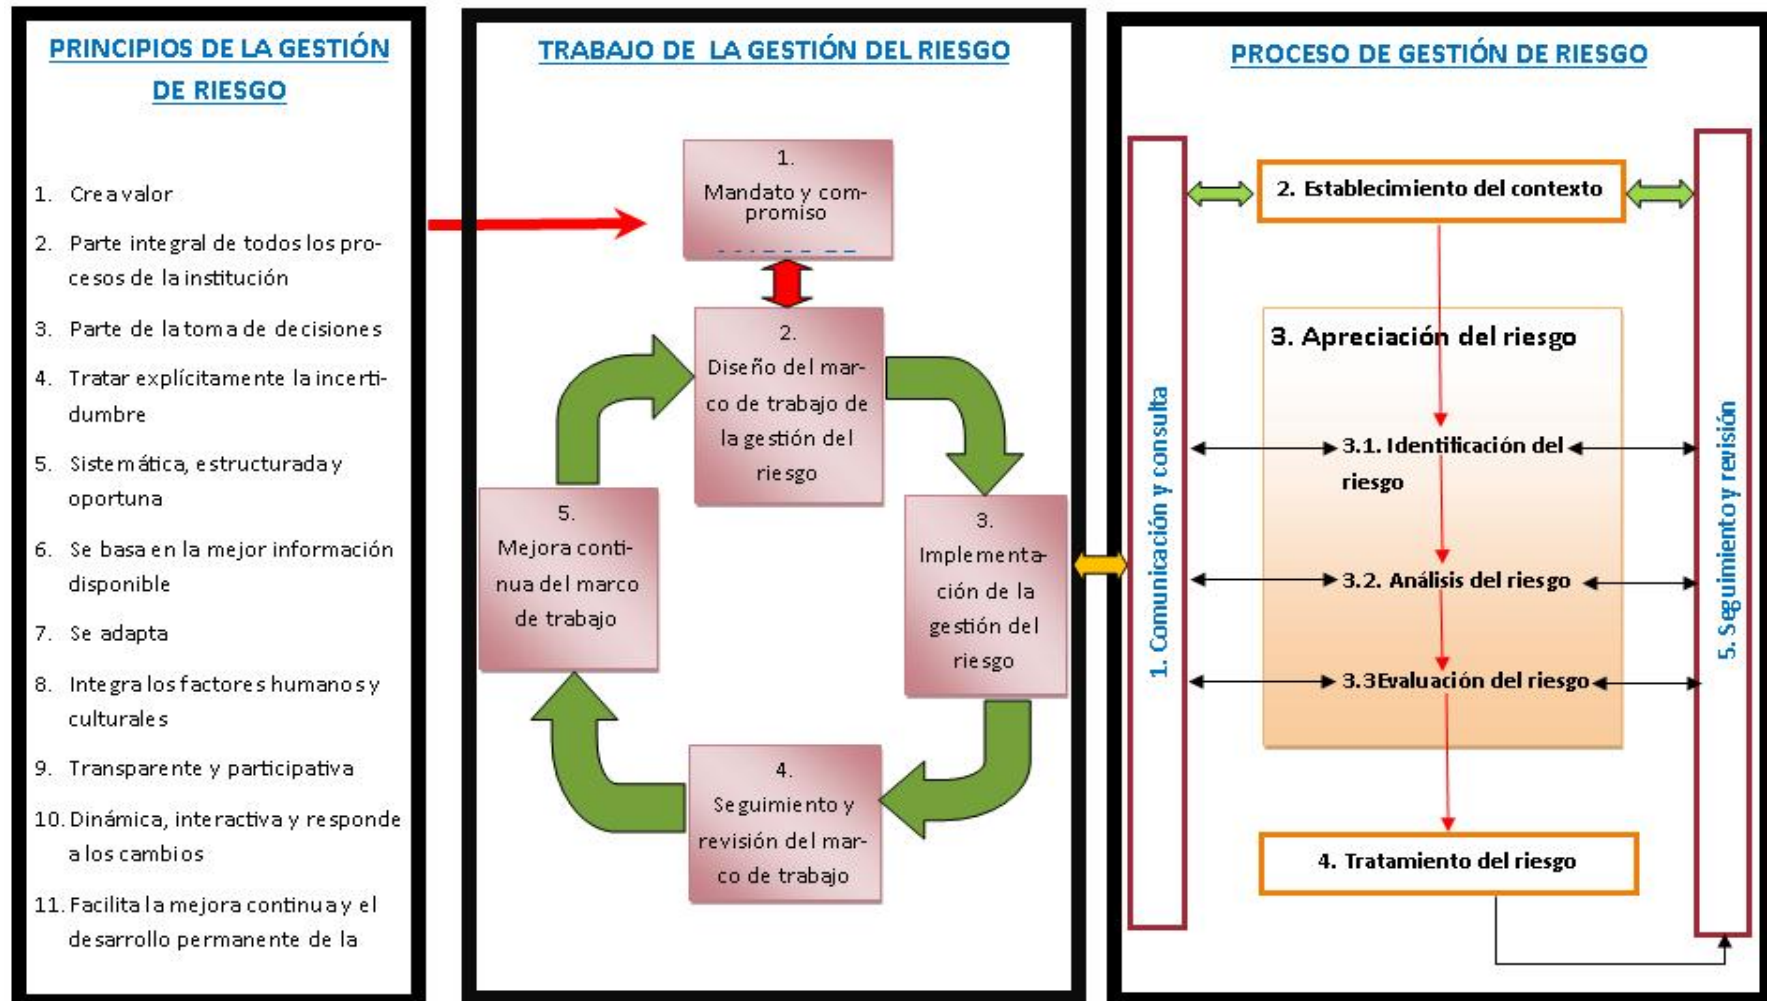 PRINCIPIOS DE LA GESTIÓN
DE RIESGO
1. Crea valor
2. Parte integral de todos los pro-
cesos de la institución
3. Parte de la toma de decisiones
4. Tratar explícitamente la incerti-
dumbre
5. Sistemática, estructurada y
oportuna
6. Se basa en la mejor información
disponible
7. Se adapta
8. Integra los factores humanos y
culturales
9. Transparente y participativa
10. Dinámica, interactiva y responde
a los cambios
11. Facilita la mejora continua y el
desarrollo permanente de la
TRABAJO DE LA GESTIÓN DEL RIESGO
1.
Mandato y com-
promiso
2.
Diseño del mar-
co de trabajo de
la gestión del
riesgo
3.
Implementa-
ción de la
gestión del
riesgo
4.
Seguimiento y
revisión del mar-
co de trabajo
5.
Mejora conti-
nua del marco
de trabajo
PROCESO DE GESTIÓN DE RIESGO
1. Comunicación y consulta
2. Establecimiento del contexto
3. Apreciación del riesgo
3.1. Identificación del
riesgo
3.2. Análisis del riesgo
3.3Evaluación del riesgo
4. Tratamiento del riesgo
5. Seguimiento y revisión